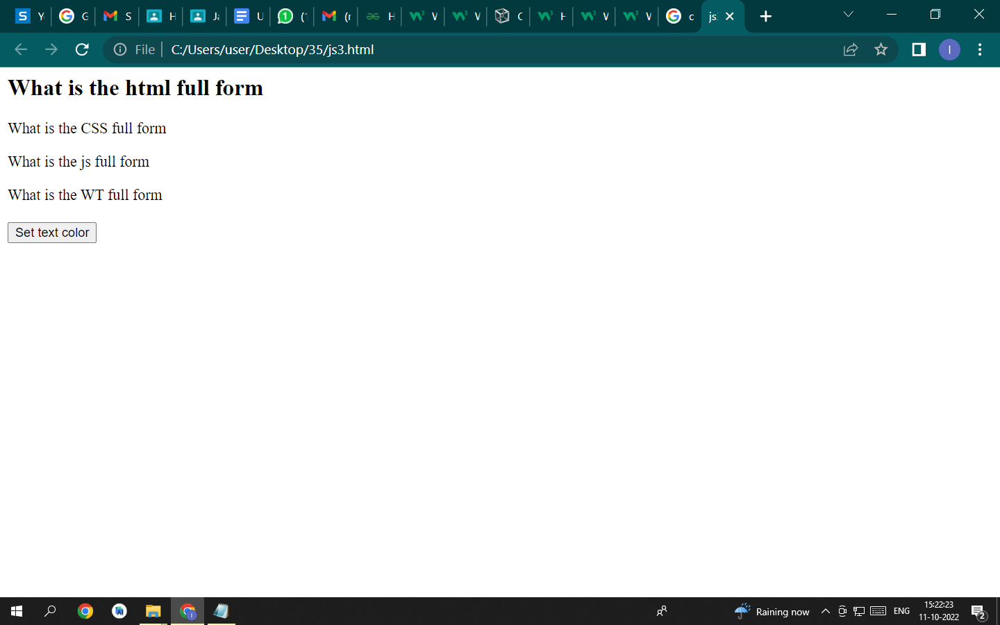 Y G S H Ja U (1 (r H V V C F V V c js
File C:/Users/user/Desktop/35/js3.html
What is the html full form
What is the CSS full form
What is the js full form
What is the WT full form
Set text color
Raining now ENG 15:22:23
11-10-2022 2